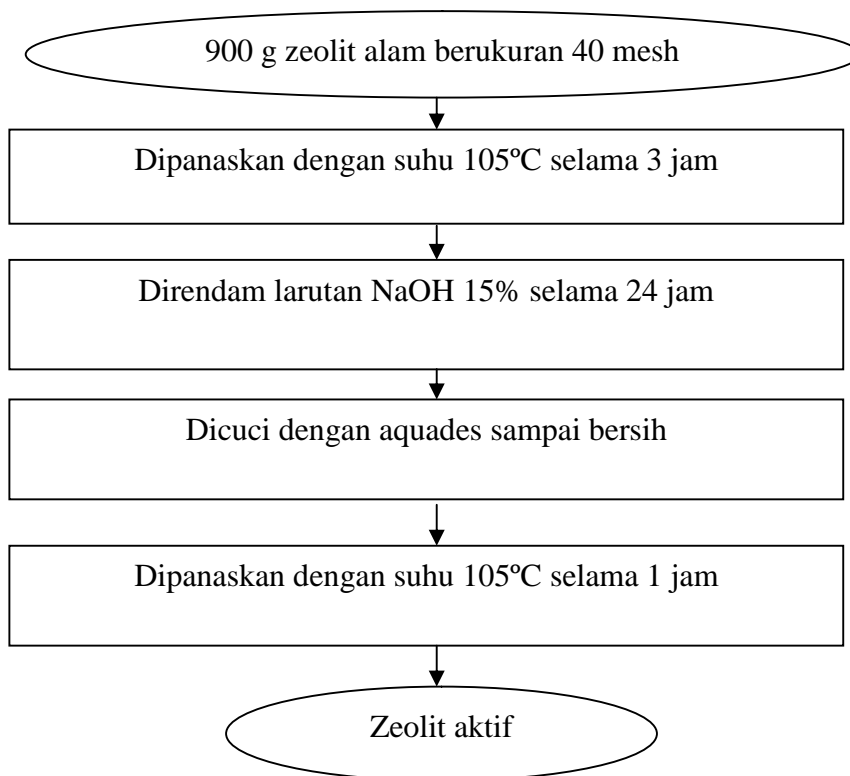 900 g zeolit alam berukuran 40 mesh
Dipanaskan dengan suhu 105ºC selama 3 jam
Direndam larutan NaOH 15% selama 24 jam
Dicuci dengan aquades sampai bersih
Dipanaskan dengan suhu 105ºC selama 1 jam
Zeolit aktif